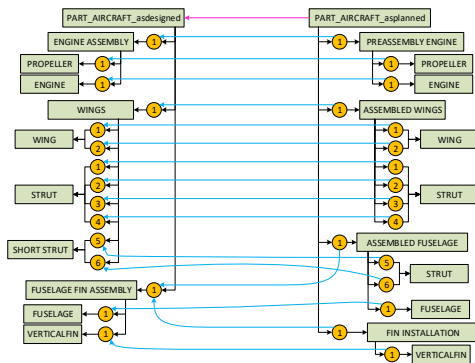 PART_AIRCRAFT_asdesigned PART_AIRCRAFT_asplanned
ENGINE ASSEMBLY 1 1 PREASSEMBLY ENGINE
PROPELLER 1 1 PROPELLER
ENGINE 1 1 ENGINE
WINGS 1 1 ASSEMBLED WINGS
1 1
WING WING
2 2
1 1
2 2
STRUT STRUT
3 3
4 4
5 1 ASSEMBLED FUSELAGE
SHORT STRUT 5
6 6 STRUT
FUSELAGE FIN ASSEMBLY 1
FUSELAGE 1 1 FUSELAGE
VERTICALFIN 1 1 FIN INSTALLATION
1 VERTICALFIN